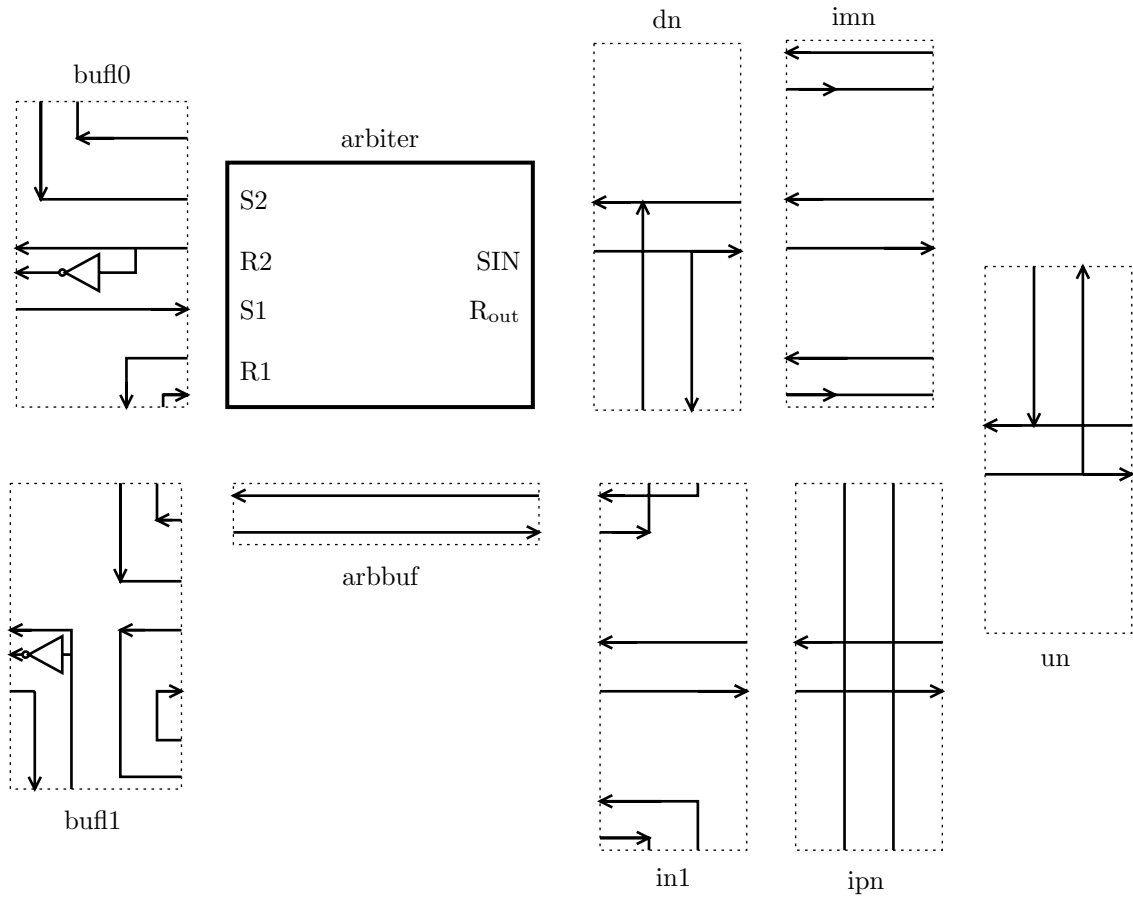 dn
imn
bufl0
arbiter
S2
R2
SIN
S1
Rout
R1
arbbuf
un
bufl1
in1
ipn